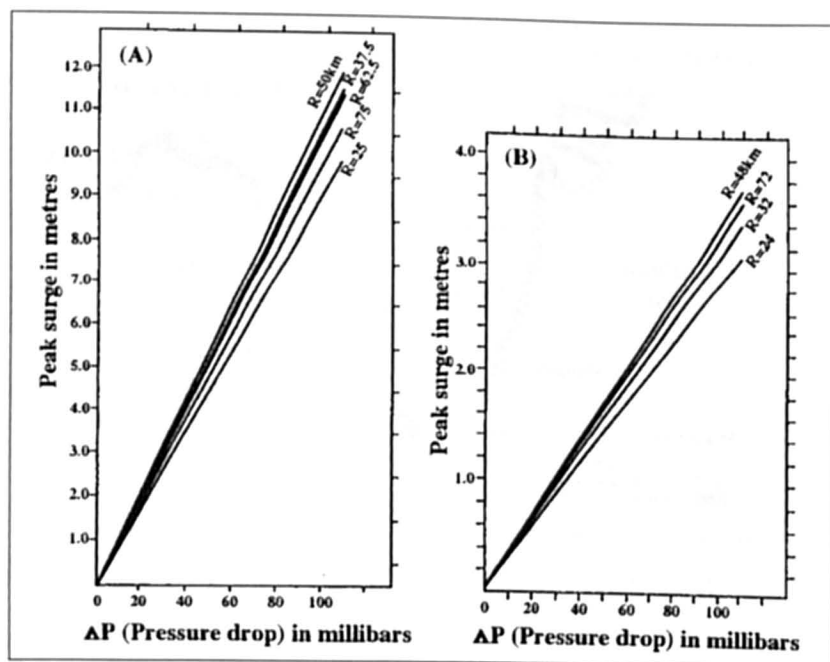 (A)
Peak surge in metres
12.0
11.0
10.0
9.0
8.0
7.0
6.0
5.0
4.0
3.0
2.0
1.0
R=50km
R=37.5
R=62.5
R=75
R=25
0 20 40 60 80 100
ΔP (Pressure drop) in millibars
(B)
Peak surge in metres
4.0
3.0
2.0
1.0
R=48km
R=72
R=32
R=24
0 20 40 60 80 100
ΔP (Pressure drop) in millibars